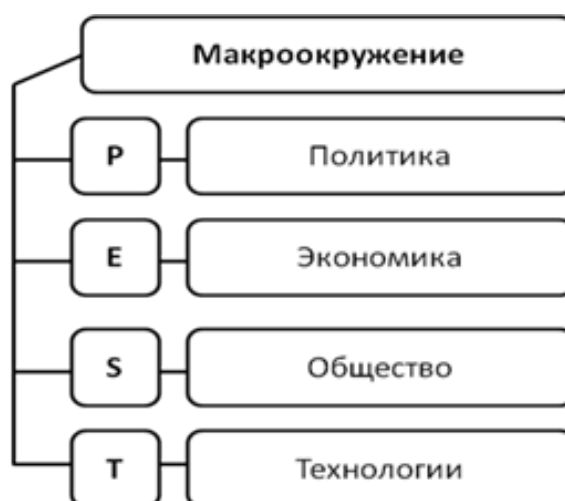 Макроокружение
P Политика
E Экономика
S Общество
T Технологии